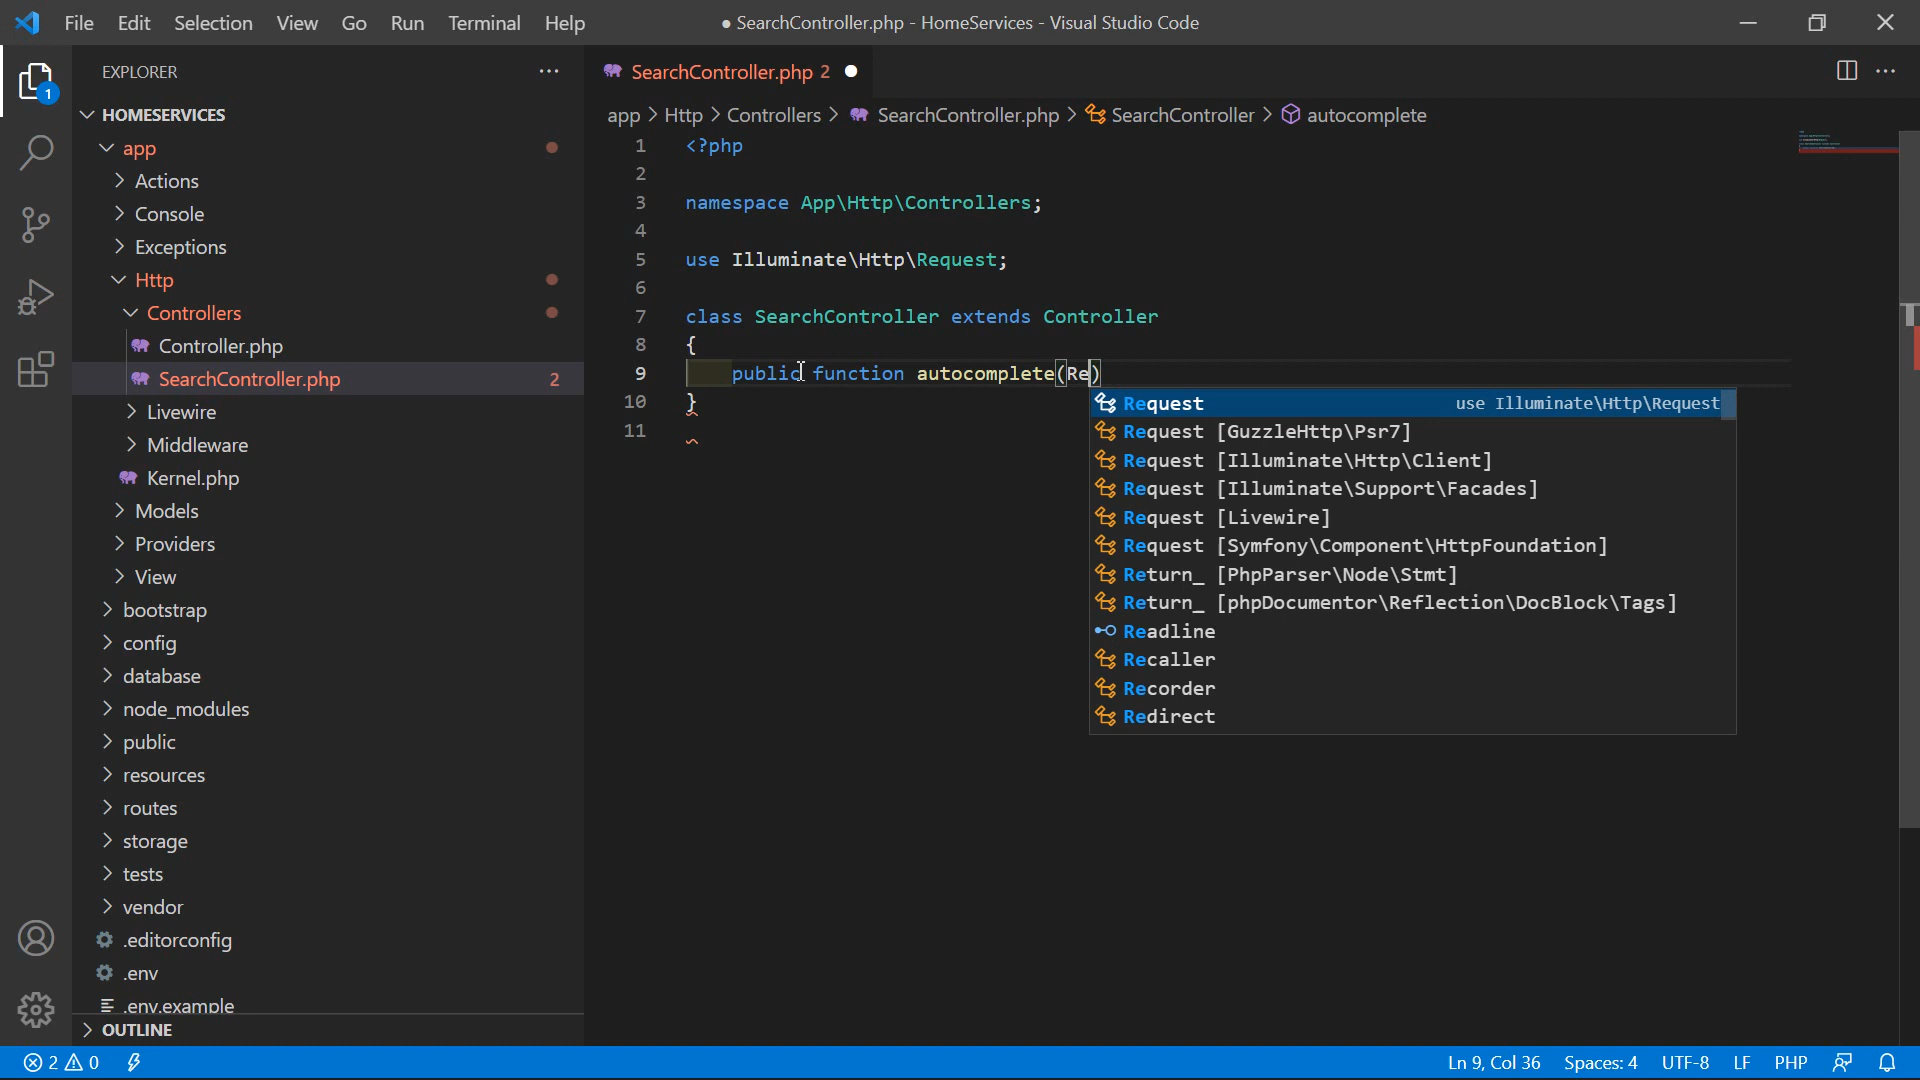 File Edit Selection View Go Run Terminal Help ● SearchController.php - HomeServices - Visual Studio Code
EXPLORER ···
SearchController.php 2 ●
HOMESERVICES
app > Http > Controllers > SearchController.php > SearchController > autocomplete
app
Actions
Console
Exceptions
Http
Controllers
Controller.php
SearchController.php 2
Livewire
Middleware
Kernel.php
Models
Providers
View
bootstrap
config
database
node_modules
public
resources
routes
storage
tests
vendor
.editorconfig
.env
.env.example
OUTLINE
1 <?php
2
3 namespace App\Http\Controllers;
4
5 use Illuminate\Http\Request;
6
7 class SearchController extends Controller
8 {
9 public function autocomplete(Re)
10 }
11
Request use Illuminate\Http\Request
Request [GuzzleHttp\Psr7]
Request [Illuminate\Http\Client]
Request [Illuminate\Support\Facades]
Request [Livewire]
Request [Symfony\Component\HttpFoundation]
Return_ [PhpParser\Node\Stmt]
Return_ [phpDocumentor\Reflection\DocBlock\Tags]
Readline
Recaller
Recorder
Redirect
1
2 0 Ln 9, Col 36 Spaces: 4 UTF-8 LF PHP